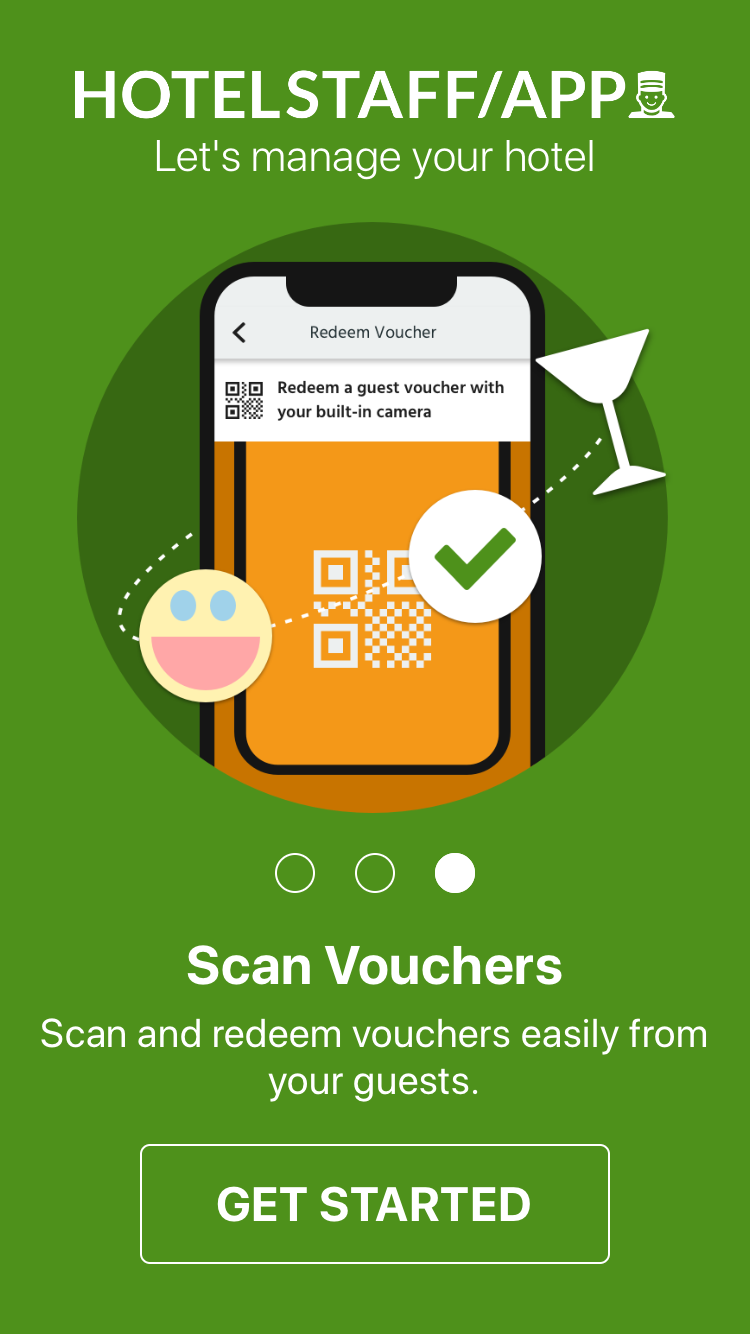 HOTELSTAFF/APP
Let's manage your hotel
Redeem Voucher
Redeem a guest voucher with
your built-in camera
Scan Vouchers
Scan and redeem vouchers easily from
your guests.
GET STARTED